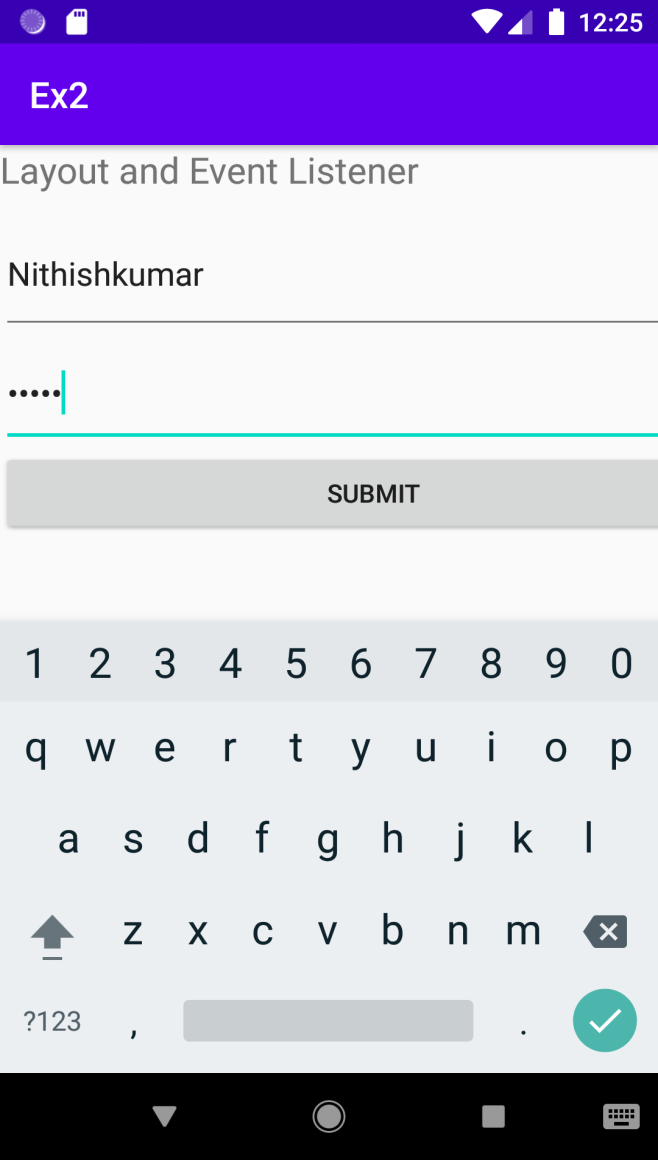 12:25
Ex2
Layout and Event Listener
Nithishkumar
•••••
SUBMIT
1 2 3 4 5 6 7 8 9 0
q w e r t y u i o p
a s d f g h j k l
z x c v b n m
?123 , .